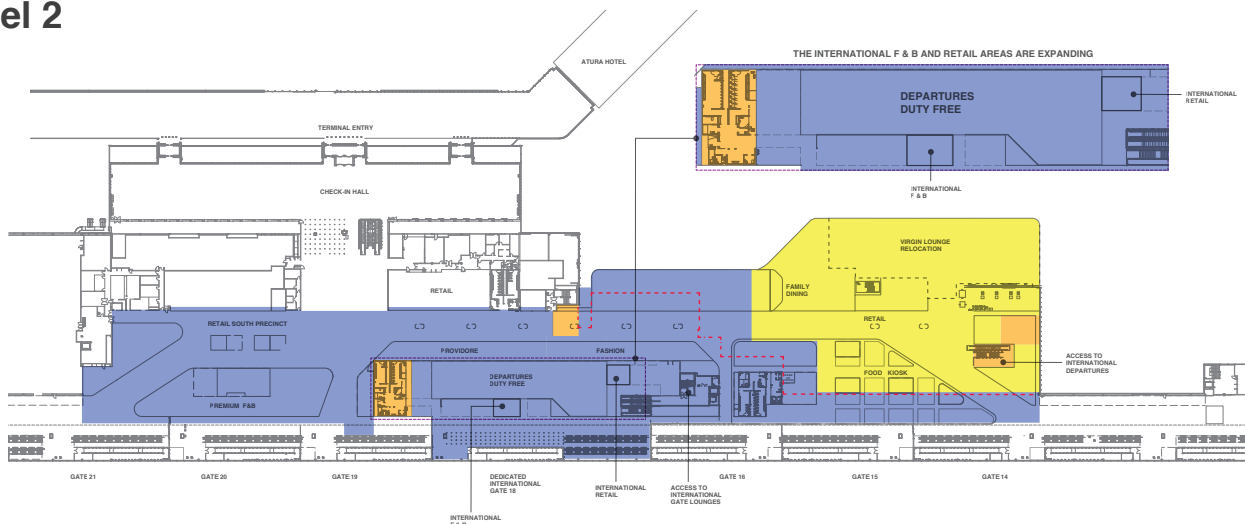 el 2
ATURA HOTEL
THE INTERNATIONAL F & B AND RETAIL AREAS ARE EXPANDING
DEPARTURES
DUTY FREE
INTERNATIONAL
RETAIL
INTERNATIONAL
F & B
TERMINAL ENTRY
CHECK-IN HALL
RETAIL
VIRGIN LOUNGE
RELOCATION
FAMILY
DINING
RETAIL
RETAIL SOUTH PRECINCT
PROVIDORE
FASHION
DEPARTURES
DUTY FREE
FOOD KIOSK
ACCESS TO
INTERNATIONAL
DEPARTURES
PREMIUM F&B
GATE 21
GATE 20
GATE 19
DEDICATED
INTERNATIONAL
GATE 18
INTERNATIONAL
RETAIL
ACCESS TO
INTERNATIONAL
GATE LOUNGES
GATE 16
GATE 15
GATE 14
INTERNATIONAL